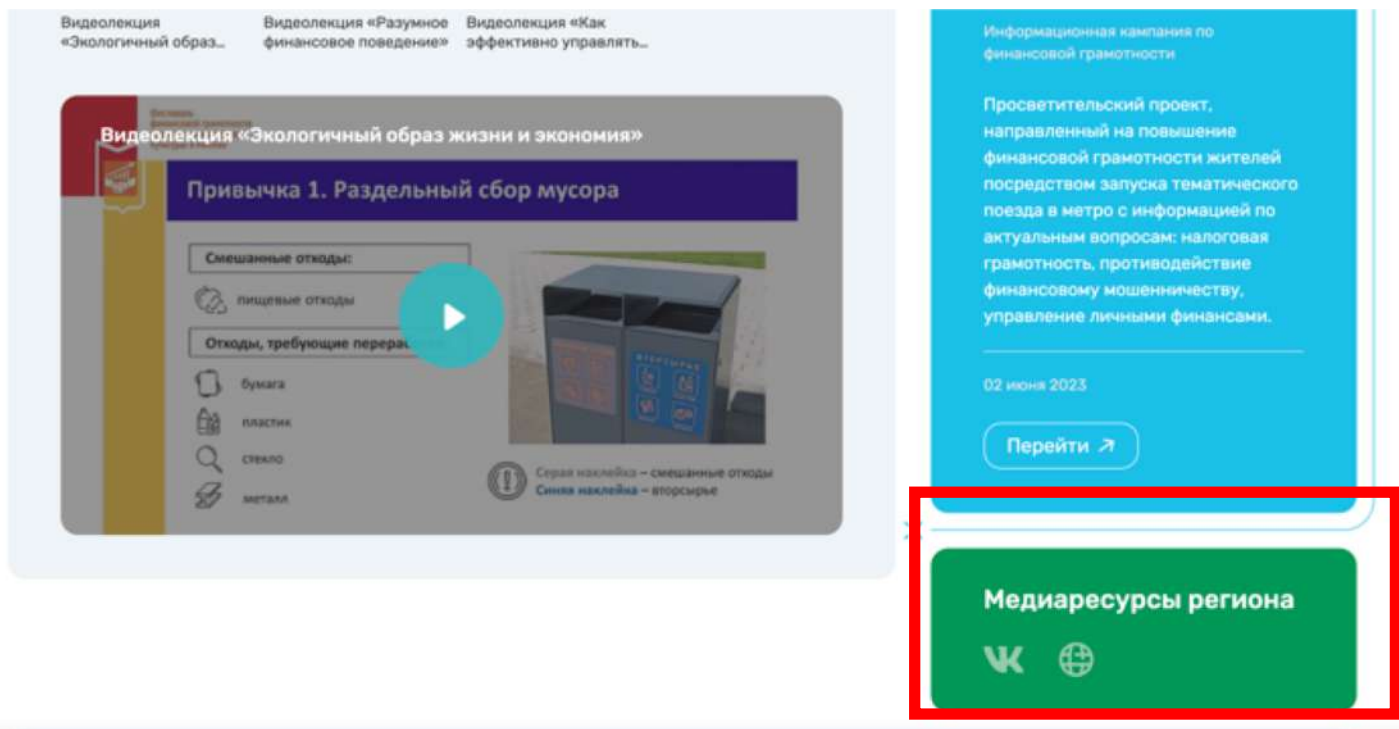 Видеолекция
«Экологичный образ...
Видеолекция «Разумное
финансовое поведение»
Видеолекция «Как
эффективно управлять...
Видеолекция «Экологичный образ жизни и экономия»
Привычка 1. Раздельный сбор мусора
Смешанные отходы:
пищевые отходы
Отходы, требующие
бумага
пластик
стекло
металл
Серая наклейка – смешанные отходы
Синяя наклейка – вторсырье
Информационная кампания по
финансовой грамотности
Просветительский проект,
направленный на повышение
финансовой грамотности жителей
посредством запуска тематического
поезда в метро с информацией по
актуальным вопросам: налоговая
грамотность, противодействие
финансовому мошенничеству,
управление личными финансами.
02 июня 2023
Перейти
Медиаресурсы региона